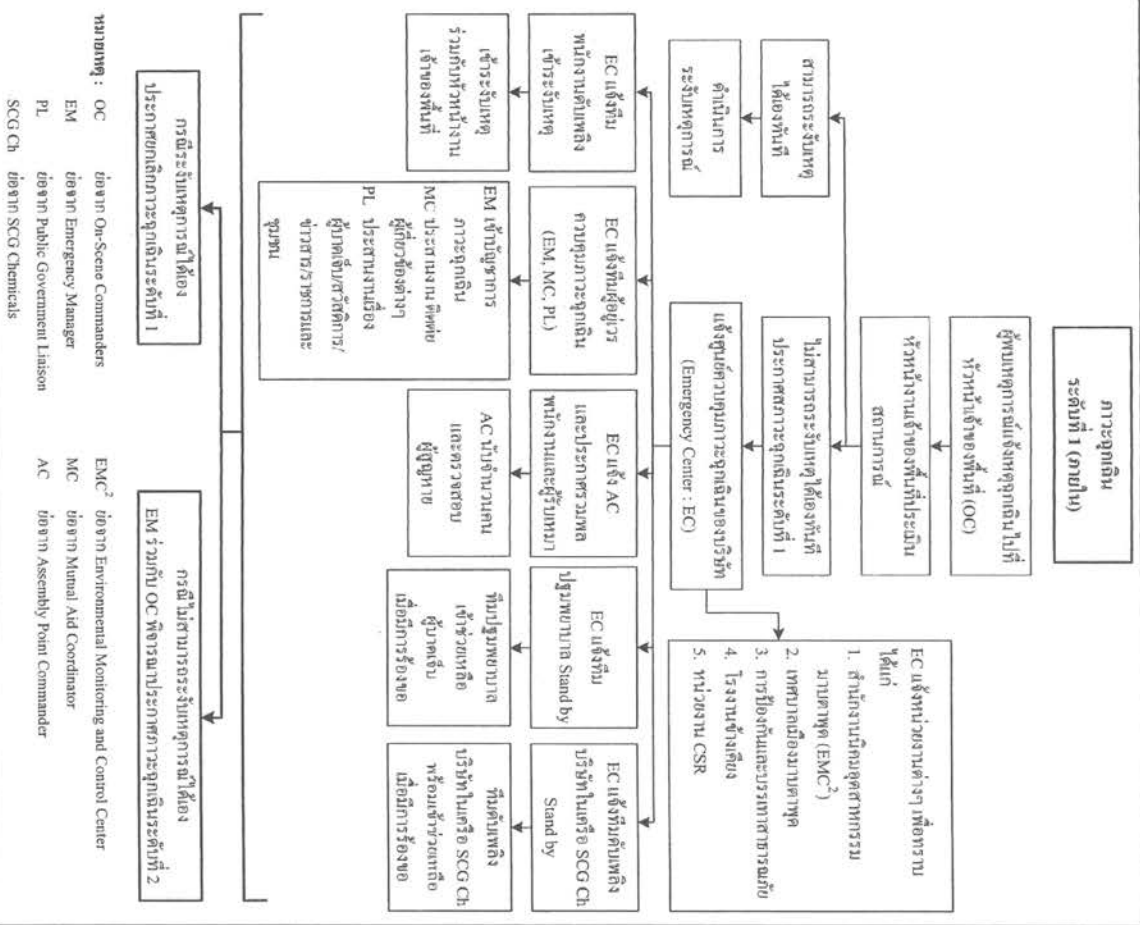 ภาวะฉุกเฉิน
ระดับที่ 1 (ภายใน)
ผู้พบเหตุการณ์แจ้งเหตุฉุกเฉินไปที่
หัวหน้าเจ้าของพื้นที่ (OC)
หัวหน้างานเจ้าของพื้นที่ประเมิน
สถานการณ์
สามารถระงับเหตุ
ได้เองทันที
ดำเนินการ
ระงับเหตุการณ์
ไม่สามารถระงับเหตุได้เองทันที
ประกาศสภาวะฉุกเฉินระดับที่ 1
แจ้งศูนย์ควบคุมภาวะฉุกเฉินของบริษัท
(Emergency Center : EC)
EC แจ้งหน่วยงานต่างๆ เพื่อทราบ
ได้แก่
1. สำนักงานนิคมอุตสาหกรรม
มาบตาพุด (EMC²)
2. เทศบาลเมืองมาบตาพุด
3. การป้องกันและบรรเทาสาธารณภัย
4. โรงงานข้างเคียง
5. หน่วยงาน CSR
EC แจ้งทีม
พนักงานดับเพลิง
เข้าระงับเหตุ
EC แจ้งทีมผู้อยู่เวร
ควบคุมภาวะฉุกเฉิน
(EM, MC, PL)
EC แจ้ง AC
และประกาศรวมพล
พนักงานและผู้รับเหมา
EC แจ้งทีม
ปฐมพยาบาล Stand by
EC แจ้งทีมดับเพลิง
บริษัทในเครือ SCG Ch
Stand by
เข้าระงับเหตุ
ร่วมกับหัวหน้างาน
เจ้าของพื้นที่
EM เข้าบัญชาการ
ภาวะฉุกเฉิน
MC ประสานงาน ติดต่อ
ผู้เกี่ยวข้องต่างๆ
PL ประสานงานเรื่อง
ผู้บาดเจ็บ/สวัสดิการ/
ข่าวสาร/ราชการและ
ชุมชน
AC นับจำนวนคน
และตรวจสอบ
ผู้สูญหาย
ทีมปฐมพยาบาล
เข้าช่วยเหลือ
ผู้บาดเจ็บ
เมื่อมีการร้องขอ
ทีมดับเพลิง
บริษัทในเครือ SCG Ch
พร้อมเข้าช่วยเหลือ
เมื่อมีการร้องขอ
กรณีระงับเหตุการณ์ได้เอง
ประกาศยกเลิกภาวะฉุกเฉินระดับที่ 1
กรณีไม่สามารถระงับเหตุการณ์ได้เอง
EM ร่วมกับ OC พิจารณาประกาศภาวะฉุกเฉินระดับที่ 2
หมายเหตุ : OC ย่อจาก On-Scene Commanders EMC² ย่อจาก Environmental Monitoring and Control Center
EM ย่อจาก Emergency Manager MC ย่อจาก Mutual Aid Coordinator
PL ย่อจาก Public Government Liaison AC ย่อจาก Assembly Point Commander
SCG Ch ย่อจาก SCG Chemicals